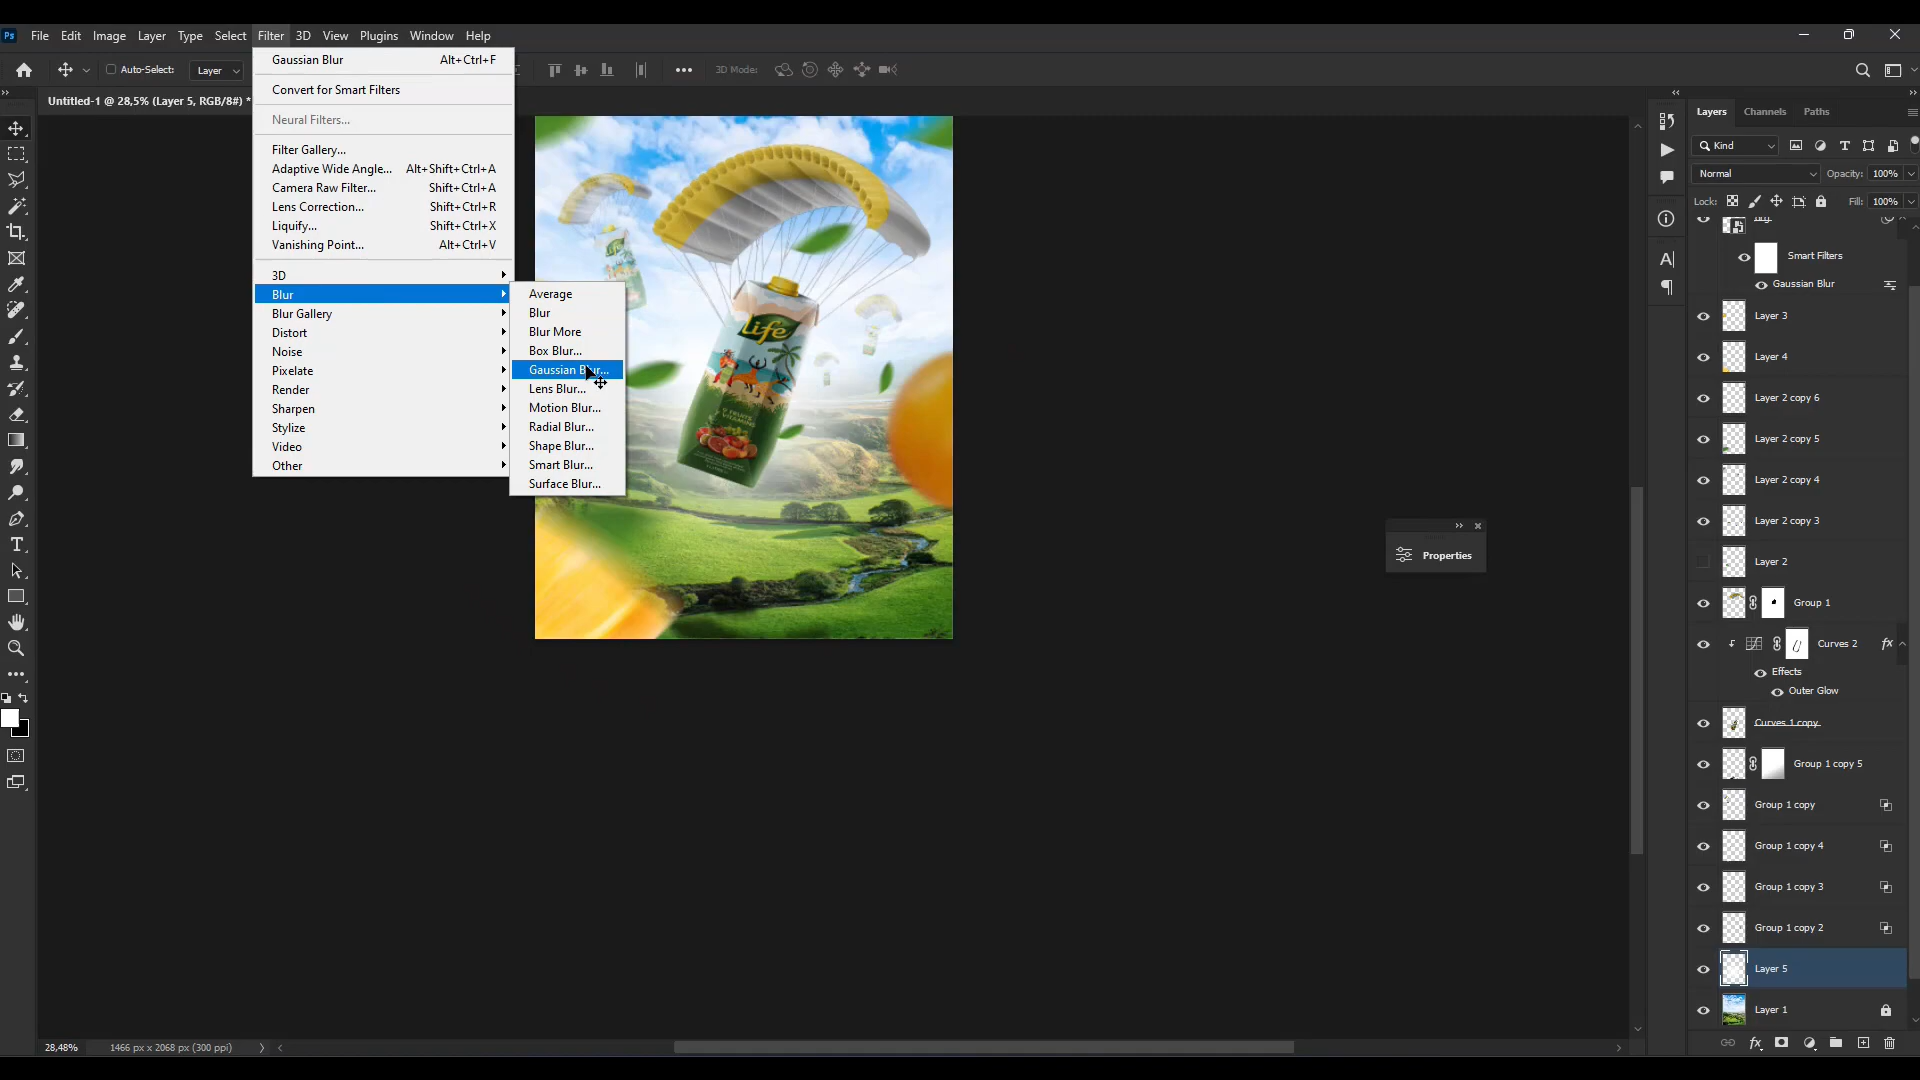 Ps File Edit Image Layer Type Select Filter 3D View Plugins Window Help
Auto-Select: Layer 3D Mode:
Untitled-1 @ 28,5% (Layer 5, RGB/8#) *
Gaussian Blur Alt+Ctrl+F
Convert for Smart Filters
Neural Filters...
Filter Gallery...
Adaptive Wide Angle... Alt+Shift+Ctrl+A
Camera Raw Filter... Shift+Ctrl+A
Lens Correction... Shift+Ctrl+R
Liquify... Shift+Ctrl+X
Vanishing Point... Alt+Ctrl+V
3D
Blur
Blur Gallery
Distort
Noise
Pixelate
Render
Sharpen
Stylize
Video
Other
Average
Blur
Blur More
Box Blur...
Gaussian Blur...
Lens Blur...
Motion Blur...
Radial Blur...
Shape Blur...
Smart Blur...
Surface Blur...
life
9 FRUITS
VITAMINS
Properties
Layers Channels Paths
Kind
Normal Opacity: 100%
Lock: Fill: 100%
Smart Filters
Gaussian Blur
Layer 3
Layer 4
Layer 2 copy 6
Layer 2 copy 5
Layer 2 copy 4
Layer 2 copy 3
Layer 2
Group 1
Curves 2 fx
Effects
Outer Glow
Curves 1 copy
Group 1 copy 5
Group 1 copy
Group 1 copy 4
Group 1 copy 3
Group 1 copy 2
Layer 5
Layer 1
28,48% 1466 px x 2068 px (300 ppi)
fx